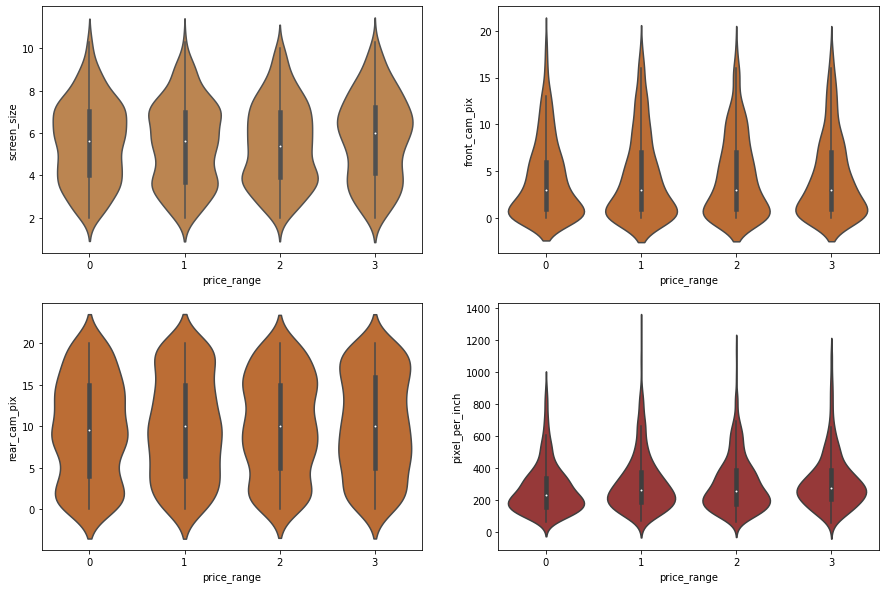 10
8
6
4
2
screen_size
0 1 2 3
price_range
20
15
10
5
0
front_cam_pix
0 1 2 3
price_range
20
15
10
5
0
rear_cam_pix
0 1 2 3
price_range
1400
1200
1000
800
600
400
200
0
pixel_per_inch
0 1 2 3
price_range